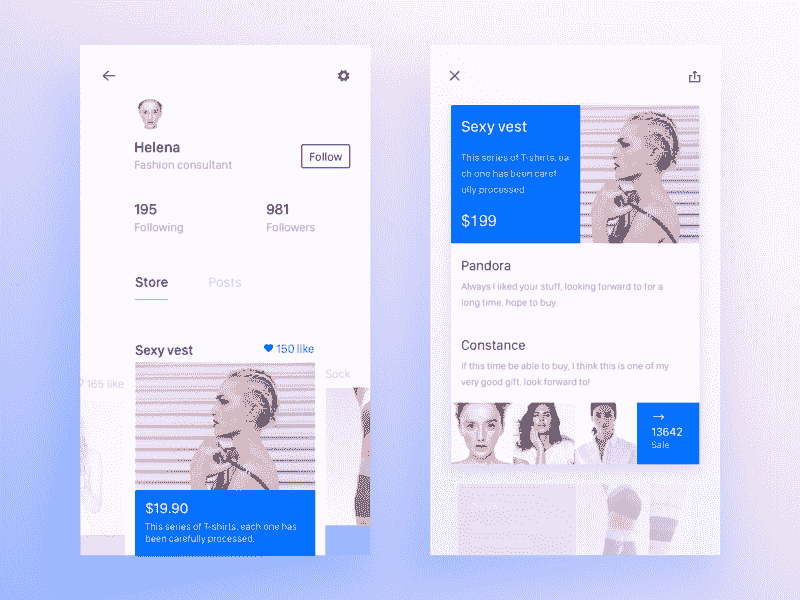 Helena
Fashion consultant
Follow
195
Following
981
Followers
Store
Posts
Sexy vest
150 like
165 like
Sock
$19.90
This series of T-shirts, each one has
been carefully processed.
Sexy vest
This series of T-shirts, ea
ch one has been caref
ully processed
$199
Pandora
Always I liked your stuff, looking forward to for a
long time, hope to buy.
Constance
If this time be able to buy, I think this is one of my
very good gift, look forward to!
13642
Sale